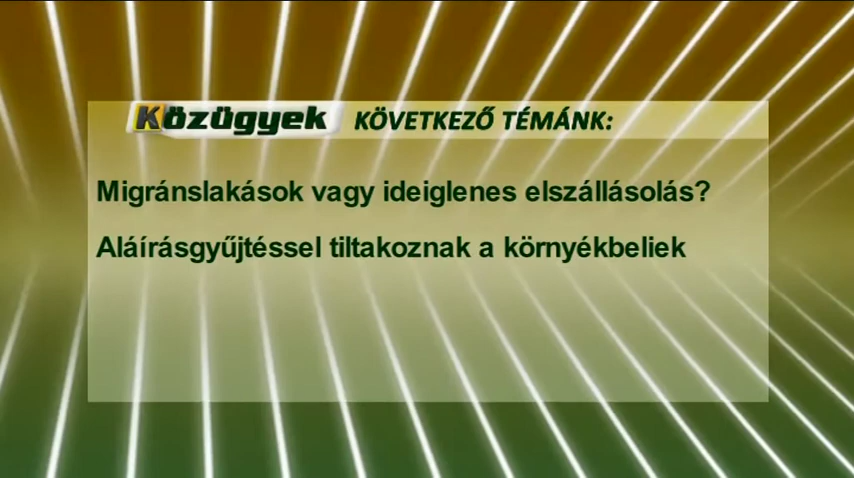 Közügyek KÖVETKEZŐ TÉMÁNK:
Migránslakások vagy ideiglenes elszállásolás?
Aláírásgyűjtéssel tiltakoznak a környékbeliek